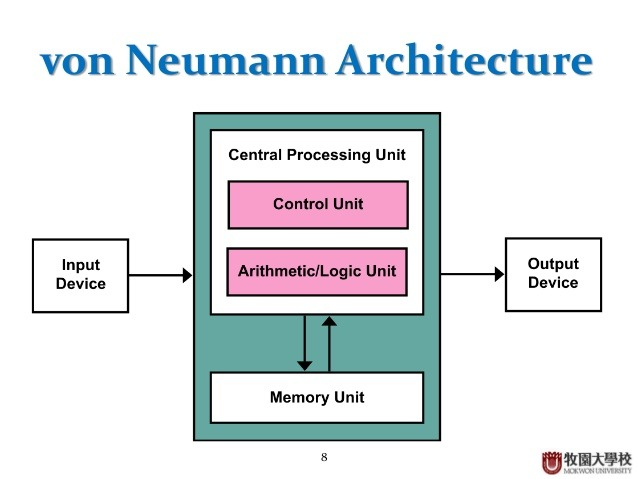 von Neumann Architecture
Central Processing Unit
Control Unit
Arithmetic/Logic Unit
Input
Device
Output
Device
Memory Unit
8
牧園大學校
MOKWON UNIVERSITY